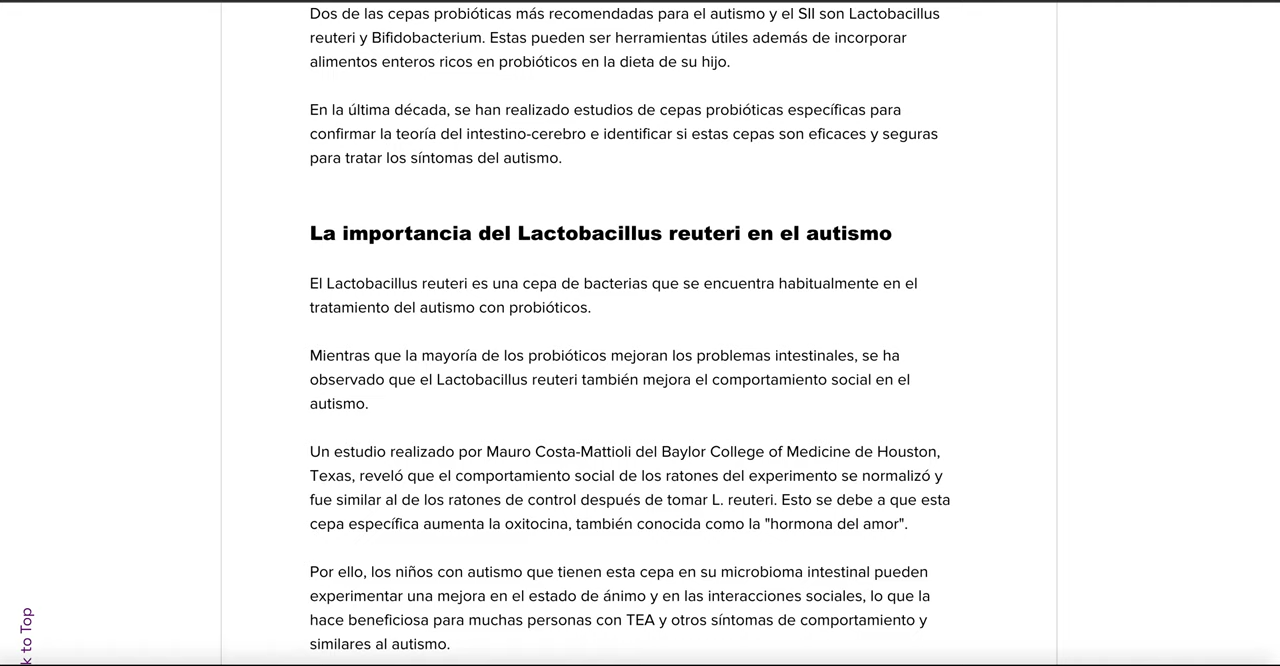 Dos de las cepas probióticas más recomendadas para el autismo y el SII son Lactobacillus
reuteri y Bifidobacterium. Estas pueden ser herramientas útiles además de incorporar
alimentos enteros ricos en probióticos en la dieta de su hijo.
En la última década, se han realizado estudios de cepas probióticas específicas para
confirmar la teoría del intestino-cerebro e identificar si estas cepas son eficaces y seguras
para tratar los síntomas del autismo.
La importancia del Lactobacillus reuteri en el autismo
El Lactobacillus reuteri es una cepa de bacterias que se encuentra habitualmente en el
tratamiento del autismo con probióticos.
Mientras que la mayoría de los probióticos mejoran los problemas intestinales, se ha
observado que el Lactobacillus reuteri también mejora el comportamiento social en el
autismo.
Un estudio realizado por Mauro Costa-Mattioli del Baylor College of Medicine de Houston,
Texas, reveló que el comportamiento social de los ratones del experimento se normalizó y
fue similar al de los ratones de control después de tomar L. reuteri. Esto se debe a que esta
cepa específica aumenta la oxitocina, también conocida como la "hormona del amor".
Por ello, los niños con autismo que tienen esta cepa en su microbioma intestinal pueden
experimentar una mejora en el estado de ánimo y en las interacciones sociales, lo que la
hace beneficiosa para muchas personas con TEA y otros síntomas de comportamiento y
similares al autismo.
k to Top